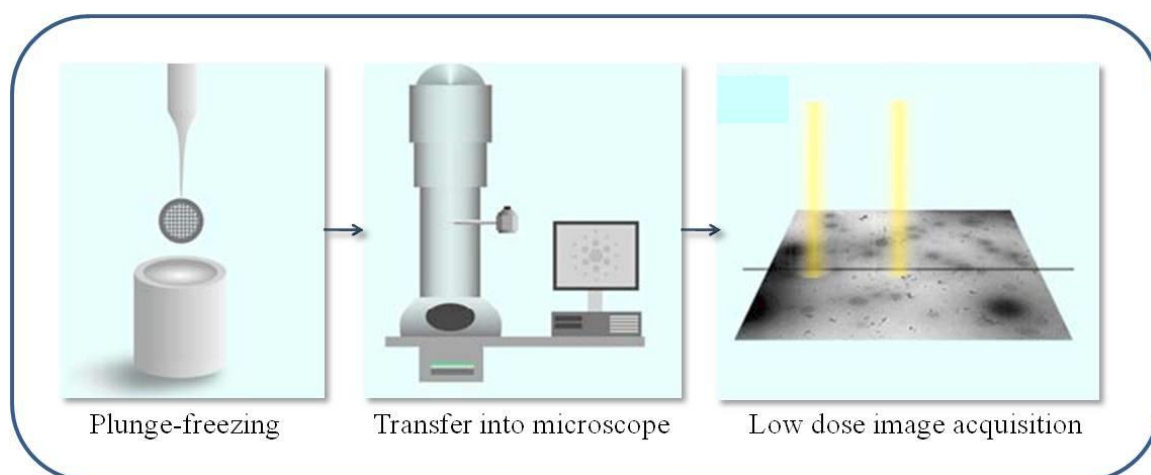 Plunge-freezing
Transfer into microscope
Low dose image acquisition